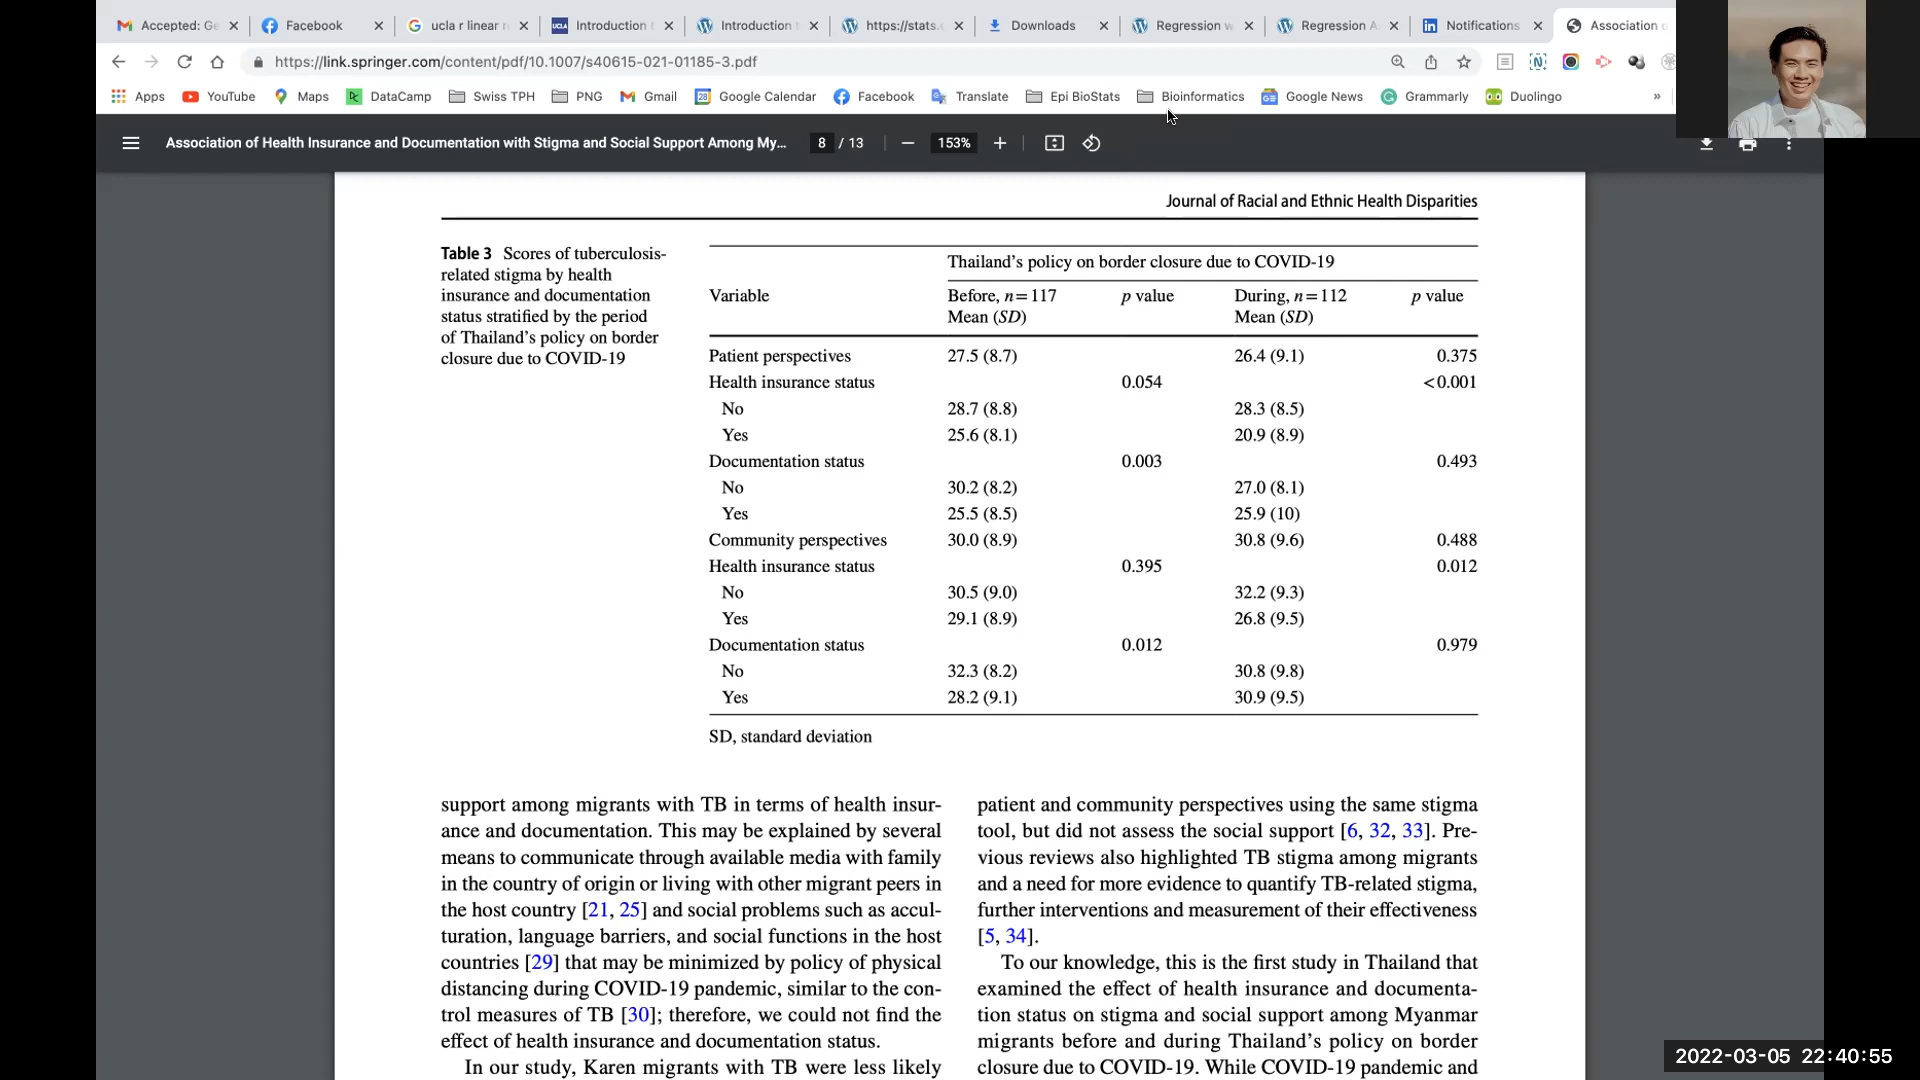 Accepted: Ge
Facebook
ucla r linear r
Introduction t
Introduction t
https://stats.
Downloads
Regression w
Regression A
Notifications
Association o
https://link.springer.com/content/pdf/10.1007/s40615-021-01185-3.pdf
Apps YouTube Maps DataCamp Swiss TPH PNG Gmail Google Calendar Facebook Translate Epi BioStats Bioinformatics Google News Grammarly Duolingo »
Association of Health Insurance and Documentation with Stigma and Social Support Among My... 8 / 13 − 153% +
Journal of Racial and Ethnic Health Disparities
Table 3 Scores of tuberculosis-
related stigma by health
insurance and documentation
status stratified by the period
of Thailand's policy on border
closure due to COVID-19
Thailand's policy on border closure due to COVID-19
Variable Before, n = 117 p value During, n = 112 p value
Mean (SD) Mean (SD)
Patient perspectives 27.5 (8.7) 26.4 (9.1) 0.375
Health insurance status 0.054 <0.001
No 28.7 (8.8) 28.3 (8.5)
Yes 25.6 (8.1) 20.9 (8.9)
Documentation status 0.003 0.493
No 30.2 (8.2) 27.0 (8.1)
Yes 25.5 (8.5) 25.9 (10)
Community perspectives 30.0 (8.9) 30.8 (9.6) 0.488
Health insurance status 0.395 0.012
No 30.5 (9.0) 32.2 (9.3)
Yes 29.1 (8.9) 26.8 (9.5)
Documentation status 0.012 0.979
No 32.3 (8.2) 30.8 (9.8)
Yes 28.2 (9.1) 30.9 (9.5)
SD, standard deviation
support among migrants with TB in terms of health insur-
ance and documentation. This may be explained by several
means to communicate through available media with family
in the country of origin or living with other migrant peers in
the host country [21, 25] and social problems such as accul-
turation, language barriers, and social functions in the host
countries [29] that may be minimized by policy of physical
distancing during COVID-19 pandemic, similar to the con-
trol measures of TB [30]; therefore, we could not find the
effect of health insurance and documentation status.
In our study, Karen migrants with TB were less likely
patient and community perspectives using the same stigma
tool, but did not assess the social support [6, 32, 33]. Pre-
vious reviews also highlighted TB stigma among migrants
and a need for more evidence to quantify TB-related stigma,
further interventions and measurement of their effectiveness
[5, 34].
To our knowledge, this is the first study in Thailand that
examined the effect of health insurance and documenta-
tion status on stigma and social support among Myanmar
migrants before and during Thailand's policy on border
closure due to COVID-19. While COVID-19 pandemic and
2022-03-05 22:40:55